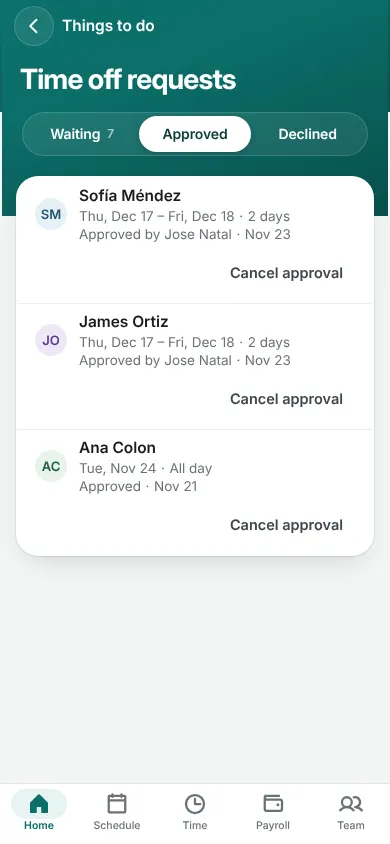 Things to do
Time off requests
Waiting 7
Approved
Declined
SM
Sofía Méndez
Thu, Dec 17 – Fri, Dec 18 · 2 days
Approved by Jose Natal · Nov 23
Cancel approval
JO
James Ortiz
Thu, Dec 17 – Fri, Dec 18 · 2 days
Approved by Jose Natal · Nov 23
Cancel approval
AC
Ana Colon
Tue, Nov 24 · All day
Approved · Nov 21
Cancel approval
Home
Schedule
Time
Payroll
Team